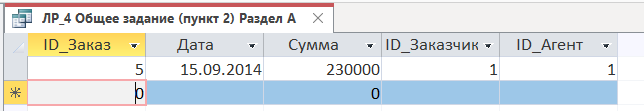 ЛР_4 Общее задание (пункт 2) Раздел А
ID_Заказ Дата Сумма ID_Заказчик ID_Агент
5 15.09.2014 230000 1 1
0 0